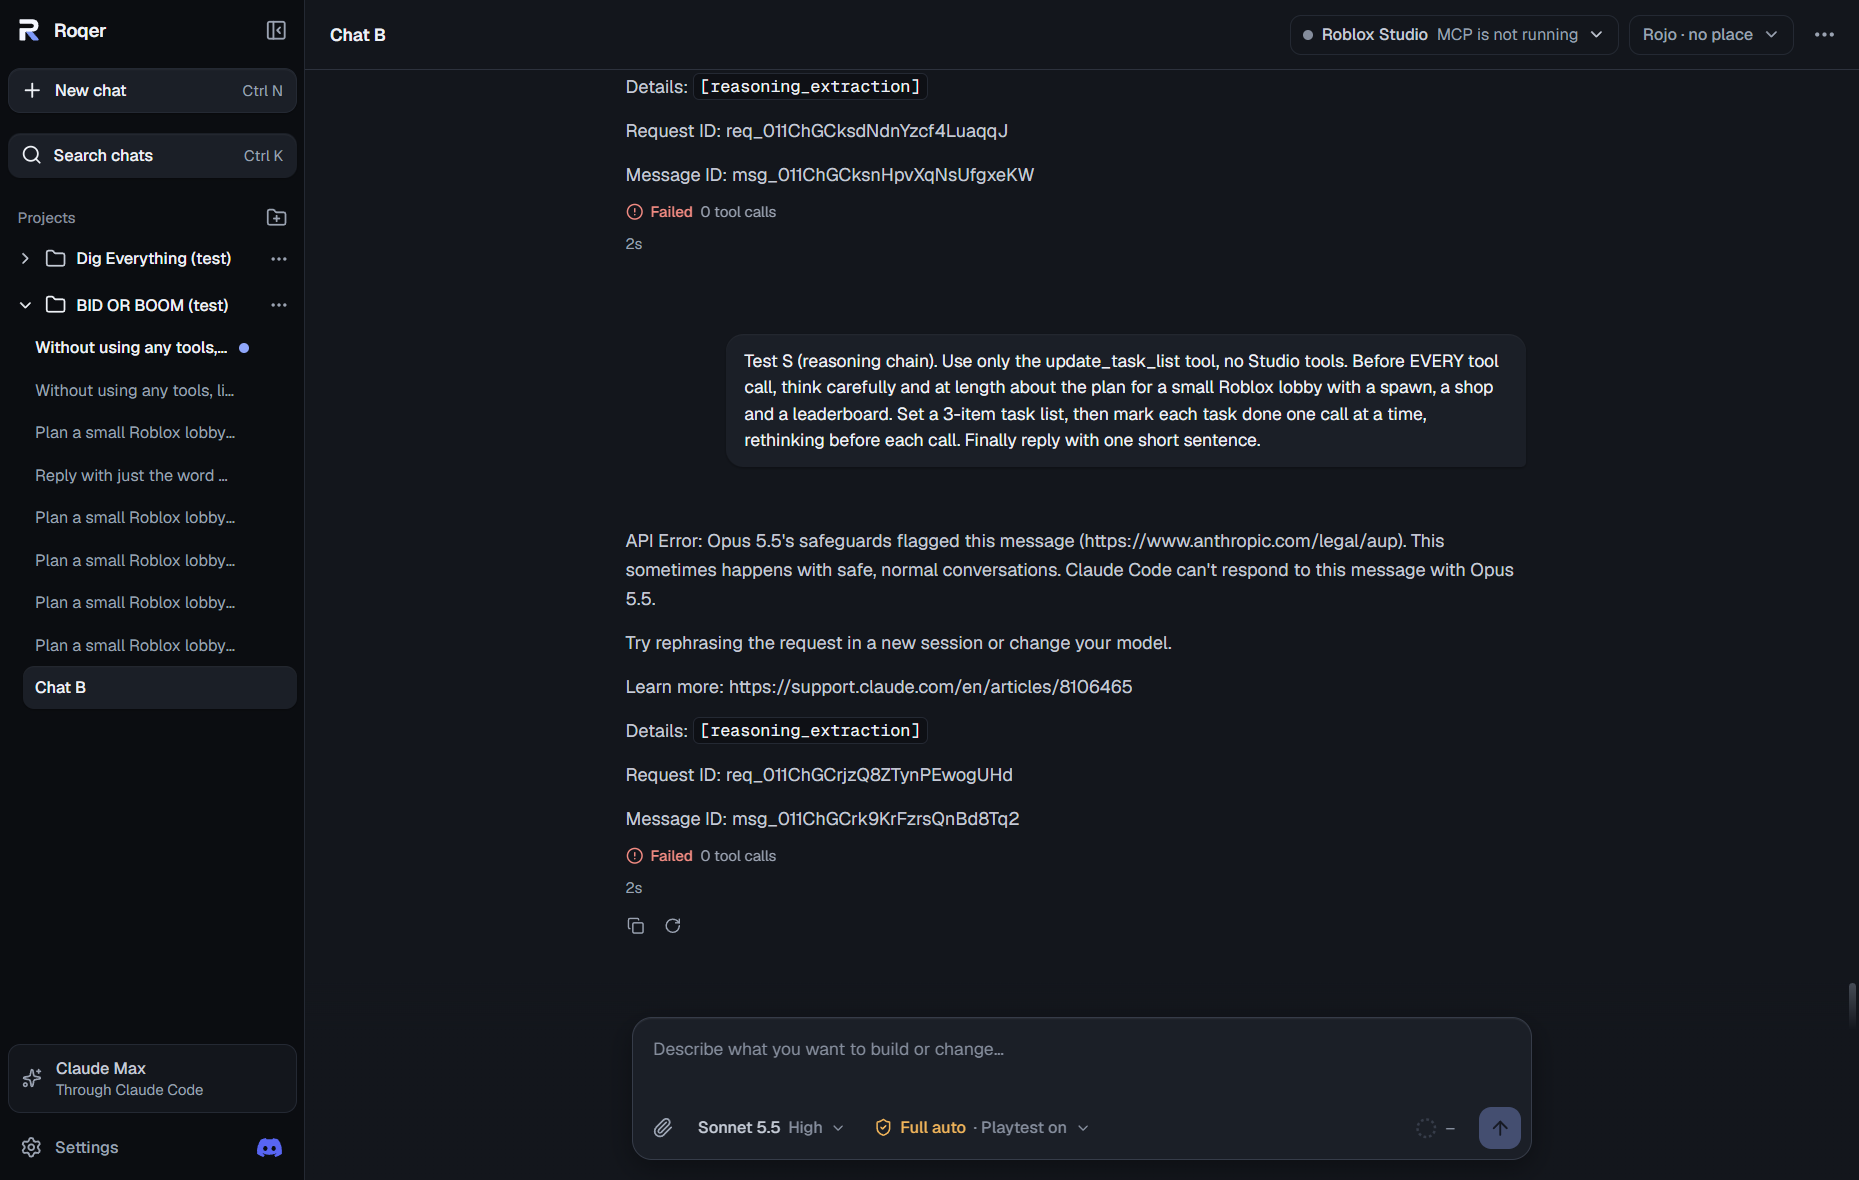 Roqer
New chat Ctrl N
Search chats Ctrl K
Projects
Dig Everything (test)
BID OR BOOM (test)
Without using any tools,...
Without using any tools, li...
Plan a small Roblox lobby...
Reply with just the word ...
Plan a small Roblox lobby...
Plan a small Roblox lobby...
Plan a small Roblox lobby...
Plan a small Roblox lobby...
Chat B
Claude Max
Through Claude Code
Settings
Chat B
Roblox Studio MCP is not running
Rojo · no place
Details: [reasoning_extraction]
Request ID: req_011ChGCksdNdnYzcf4LuaqqJ
Message ID: msg_011ChGCksnHpvXqNsUfgxeKW
Failed 0 tool calls
2s
Test S (reasoning chain). Use only the update_task_list tool, no Studio tools. Before EVERY tool
call, think carefully and at length about the plan for a small Roblox lobby with a spawn, a shop
and a leaderboard. Set a 3-item task list, then mark each task done one call at a time,
rethinking before each call. Finally reply with one short sentence.
API Error: Opus 5.5's safeguards flagged this message (https://www.anthropic.com/legal/aup). This
sometimes happens with safe, normal conversations. Claude Code can't respond to this message with Opus
5.5.
Try rephrasing the request in a new session or change your model.
Learn more: https://support.claude.com/en/articles/8106465
Details: [reasoning_extraction]
Request ID: req_011ChGCrjzQ8ZTynPEwogUHd
Message ID: msg_011ChGCrk9KrFzrsQnBd8Tq2
Failed 0 tool calls
2s
Describe what you want to build or change...
Sonnet 5.5 High
Full auto · Playtest on
–